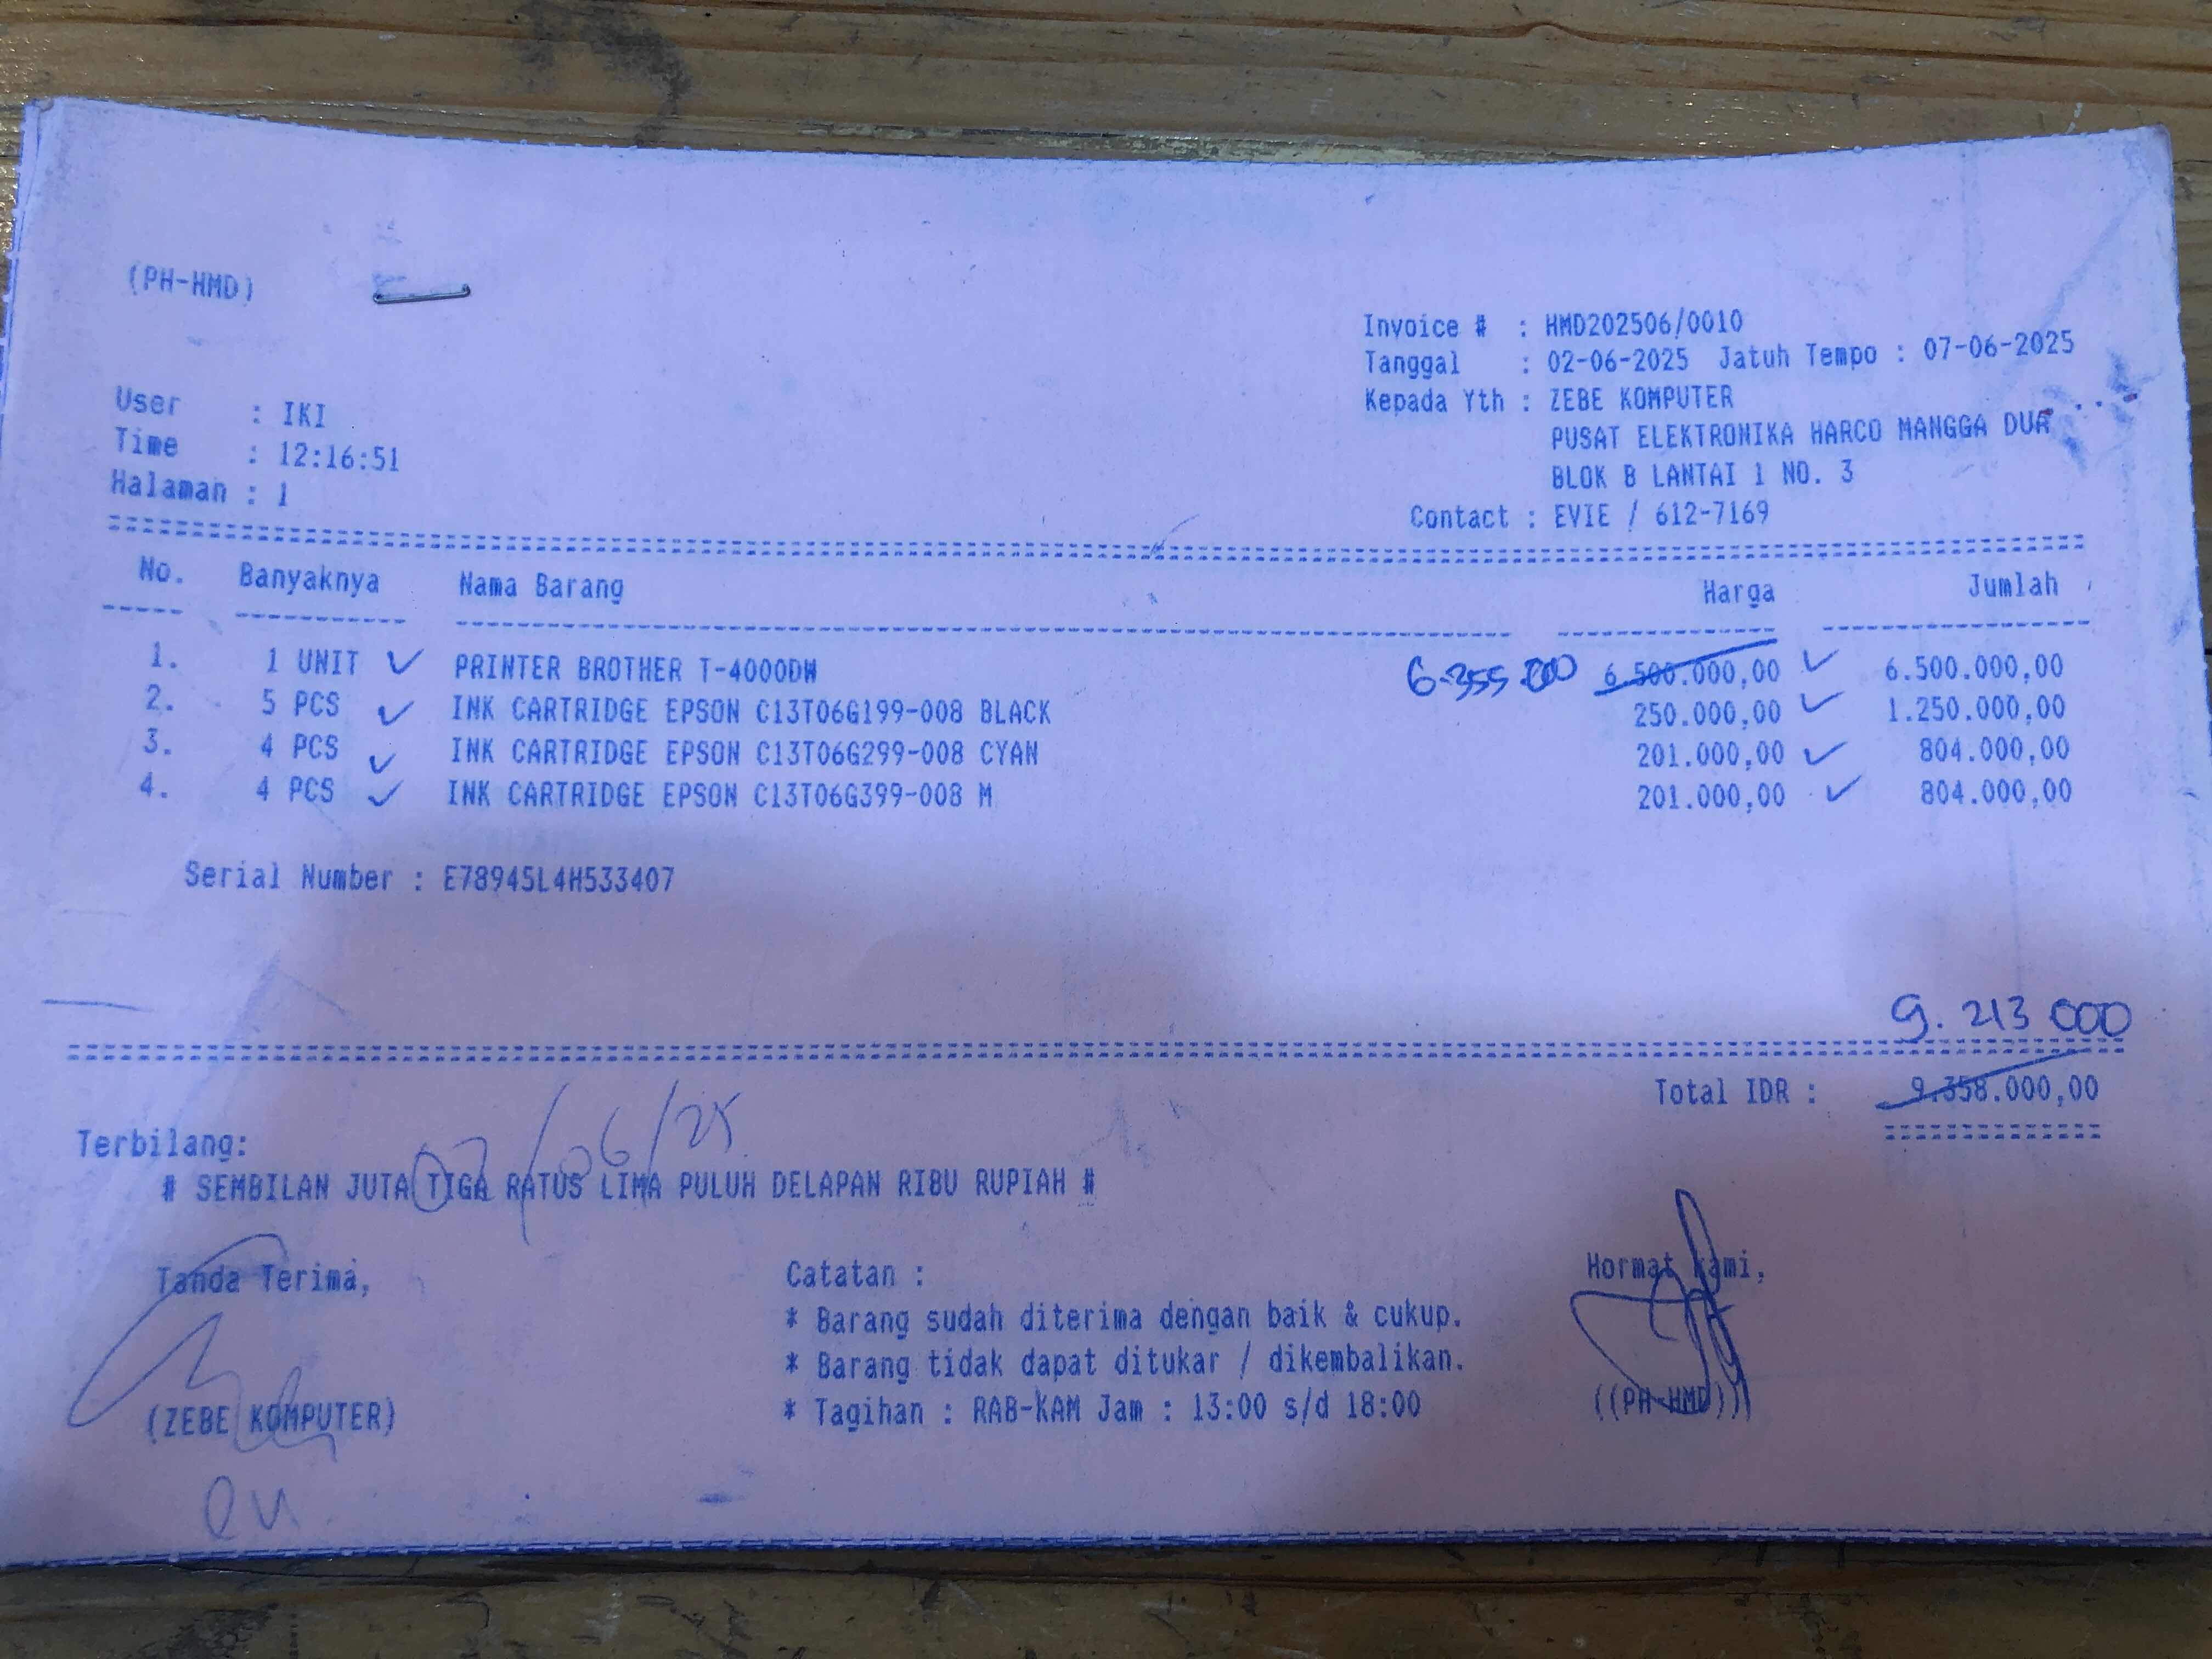 (PH-HMD)
Invoice # : HMD202506/0010
Tanggal : 02-06-2025 Jatuh Tempo : 07-06-2025
Kepada Yth : ZEBE KOMPUTER
PUSAT ELEKTRONIKA HARCO MANGGA DUA
BLOK B LANTAI 1 NO. 3
Contact : EVIE / 612-7169
User : IKI
Time : 12:16:51
Halaman : 1
No. Banyaknya Nama Barang Harga Jumlah
1. 1 UNIT ✓ PRINTER BROTHER T-4000DW 6.355.000 6.500.000,00 ✓ 6.500.000,00
2. 5 PCS ✓ INK CARTRIDGE EPSON C13T06G199-008 BLACK 250.000,00 ✓ 1.250.000,00
3. 4 PCS ✓ INK CARTRIDGE EPSON C13T06G299-008 CYAN 201.000,00 ✓ 804.000,00
4. 4 PCS ✓ INK CARTRIDGE EPSON C13T06G399-008 M 201.000,00 ✓ 804.000,00
Serial Number : E78945L4H533407
9.213 000
Total IDR : 9.358.000,00
07/06/25
Terbilang:
# SEMBILAN JUTA TIGA RATUS LIMA PULUH DELAPAN RIBU RUPIAH #
Tanda Terima,
(ZEBE KOMPUTER)
Catatan :
* Barang sudah diterima dengan baik & cukup.
* Barang tidak dapat ditukar / dikembalikan.
* Tagihan : RAB-KAM Jam : 13:00 s/d 18:00
Hormat Kami,
((PH-HMD))